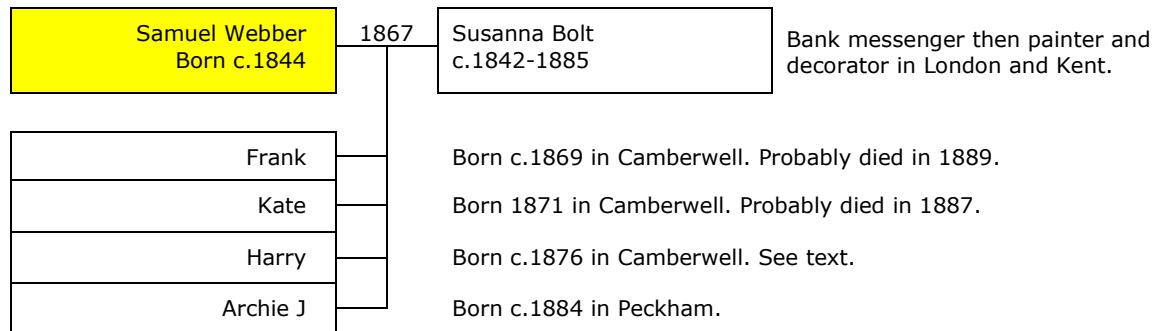 Samuel Webber
Born c.1844
1867
Susanna Bolt
c.1842-1885
Bank messenger then painter and
decorator in London and Kent.
Frank
Born c.1869 in Camberwell. Probably died in 1889.
Kate
Born 1871 in Camberwell. Probably died in 1887.
Harry
Born c.1876 in Camberwell. See text.
Archie J
Born c.1884 in Peckham.